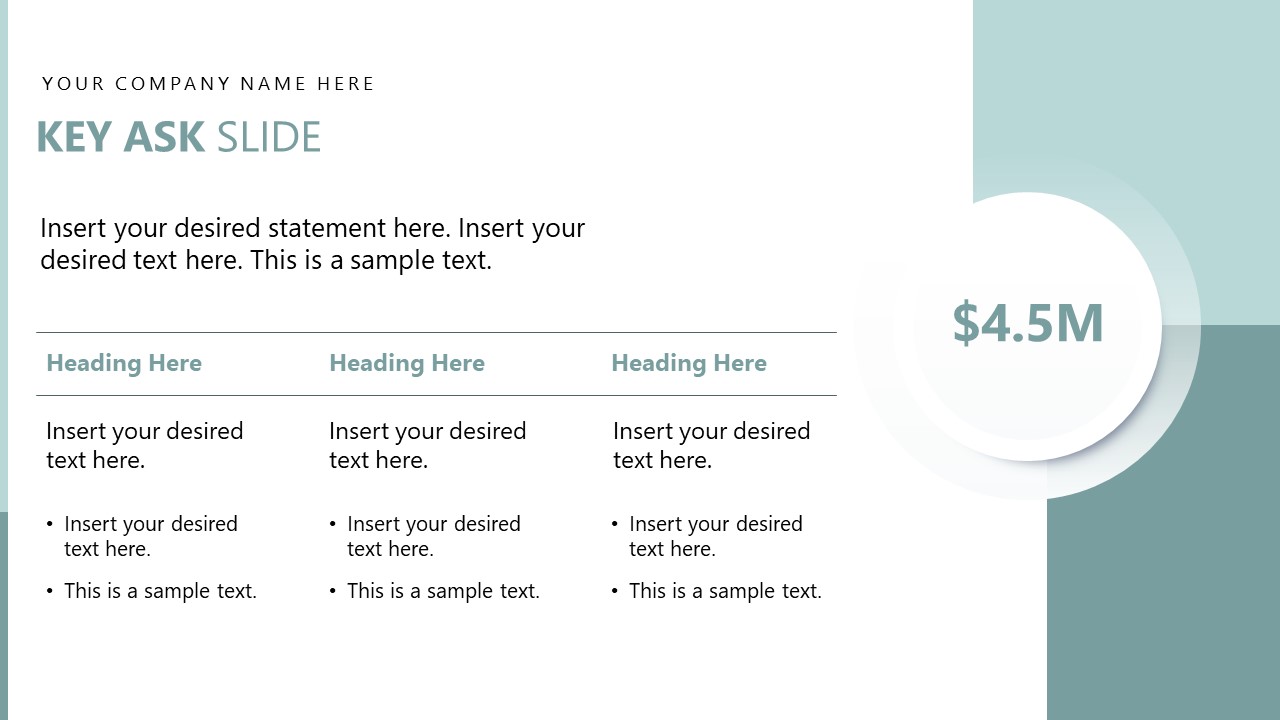 YOUR COMPANY NAME HERE
KEY ASK SLIDE
Insert your desired statement here. Insert your
desired text here. This is a sample text.
Heading Here
Insert your desired
text here.
• Insert your desired
text here.
• This is a sample text.
Heading Here
Insert your desired
text here.
• Insert your desired
text here.
• This is a sample text.
Heading Here
Insert your desired
text here.
• Insert your desired
text here.
• This is a sample text.
$4.5M